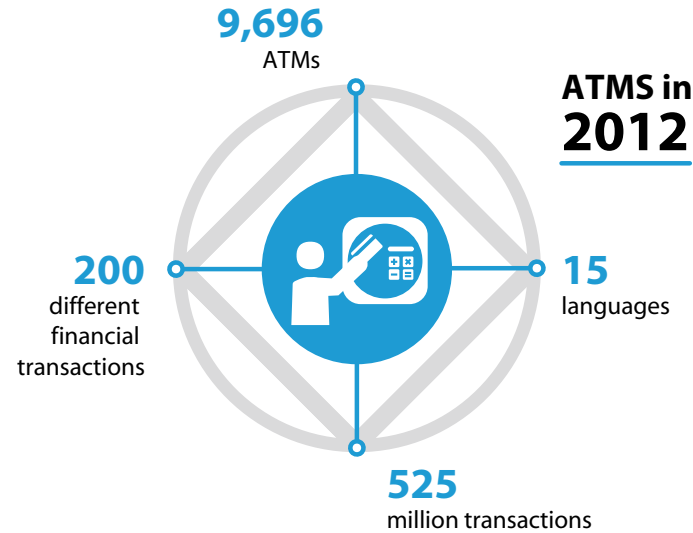 9,696
ATMs
ATMS in
2012
200
different
financial
transactions
15
languages
525
million transactions